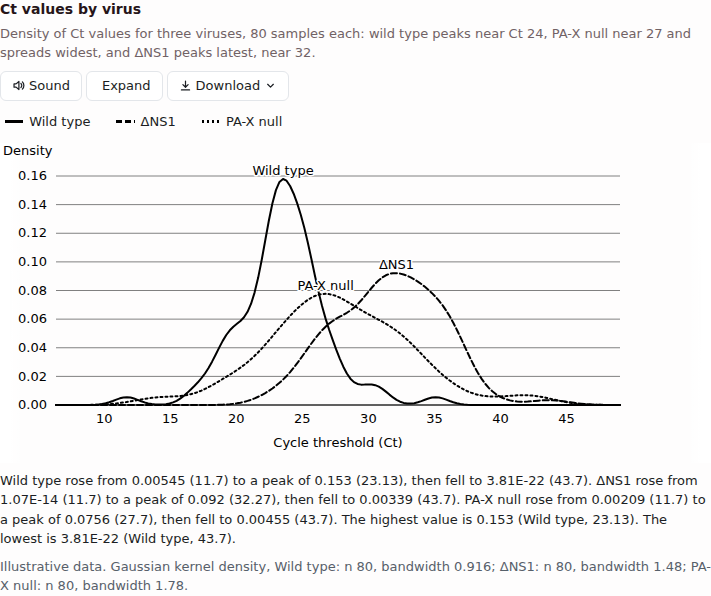 Ct values by virus
Density of Ct values for three viruses, 80 samples each: wild type peaks near Ct 24, PA-X null near 27 and
spreads widest, and ΔNS1 peaks latest, near 32.
Sound Expand Download
Wild type ΔNS1 PA-X null
Density
Wild type
0.16
0.14
0.12
ΔNS1
0.10
PA-X null
0.08
0.06
0.04
0.02
0.00
10 15 20 25 30 35 40 45
Cycle threshold (Ct)
Wild type rose from 0.00545 (11.7) to a peak of 0.153 (23.13), then fell to 3.81E-22 (43.7). ΔNS1 rose from
1.07E-14 (11.7) to a peak of 0.092 (32.27), then fell to 0.00339 (43.7). PA-X null rose from 0.00209 (11.7) to
a peak of 0.0756 (27.7), then fell to 0.00455 (43.7). The highest value is 0.153 (Wild type, 23.13). The
lowest is 3.81E-22 (Wild type, 43.7).
Illustrative data. Gaussian kernel density, Wild type: n 80, bandwidth 0.916; ΔNS1: n 80, bandwidth 1.48; PA-
X null: n 80, bandwidth 1.78.